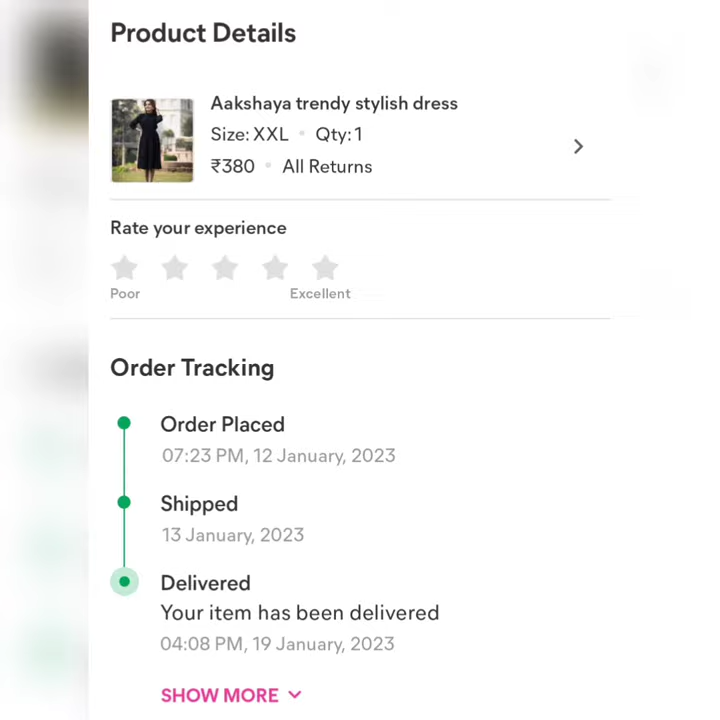 Product Details
Aakshaya trendy stylish dress
Size: XXL • Qty: 1
₹380 • All Returns
Rate your experience
Poor Excellent
Order Tracking
Order Placed
07:23 PM, 12 January, 2023
Shipped
13 January, 2023
Delivered
Your item has been delivered
04:08 PM, 19 January, 2023
SHOW MORE